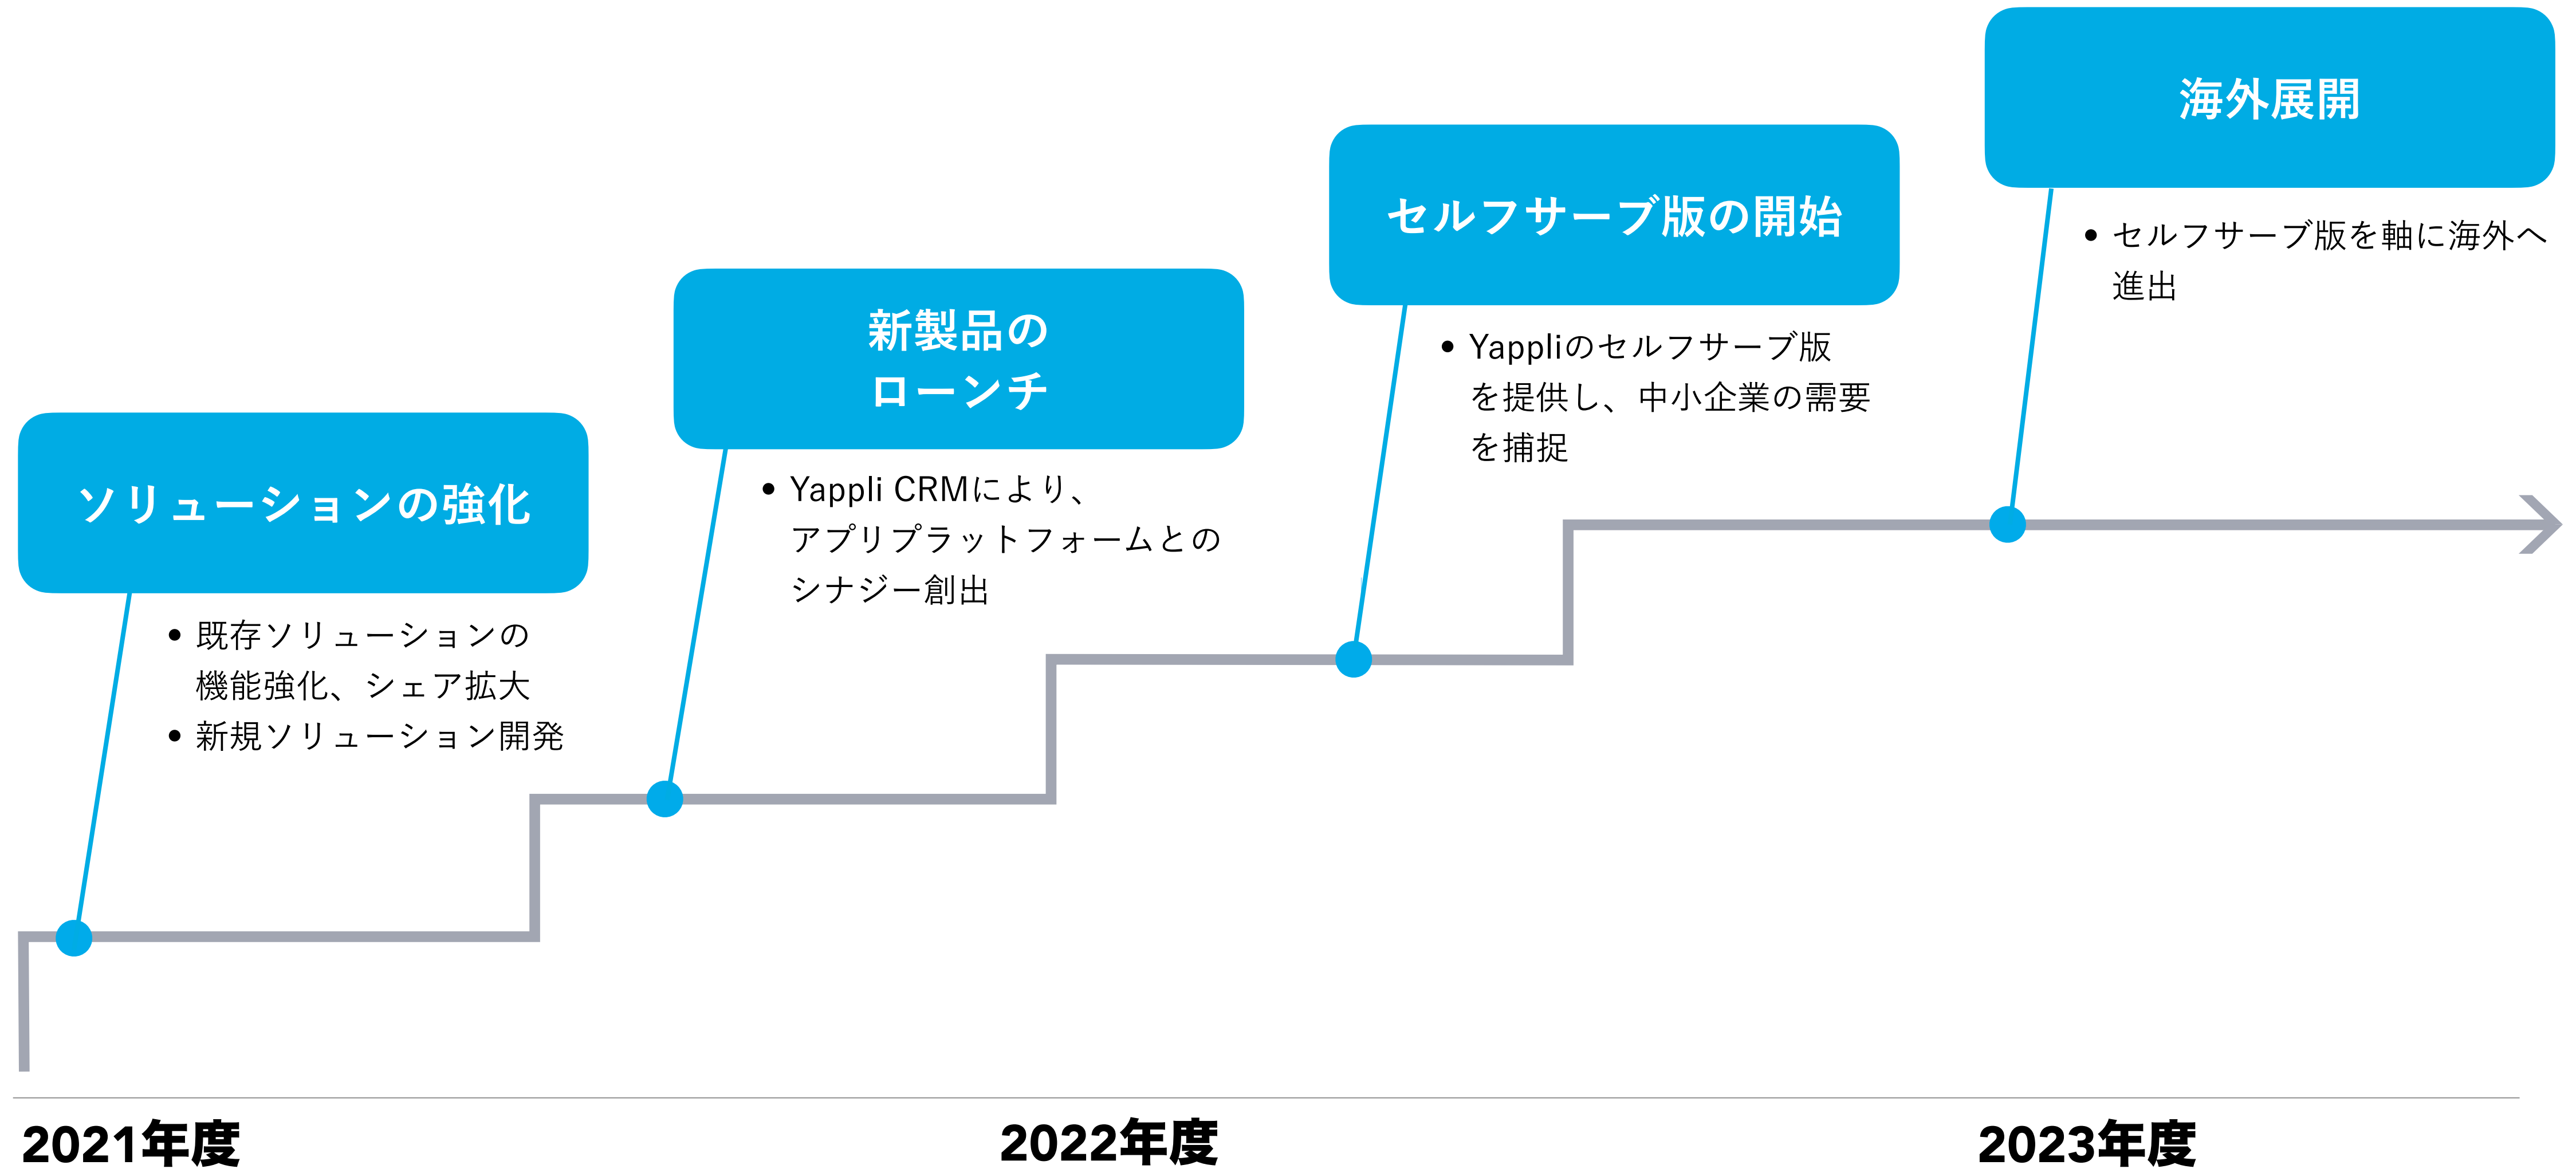 ソリューションの強化
• 既存ソリューションの
機能強化、シェア拡大
• 新規ソリューション開発
新製品の
ローンチ
• Yappli CRMにより、
アプリプラットフォームとの
シナジー創出
セルフサーブ版の開始
• Yappliのセルフサーブ版
を提供し、中小企業の需要
を捕捉
海外展開
• セルフサーブ版を軸に海外へ
進出
2021年度
2022年度
2023年度